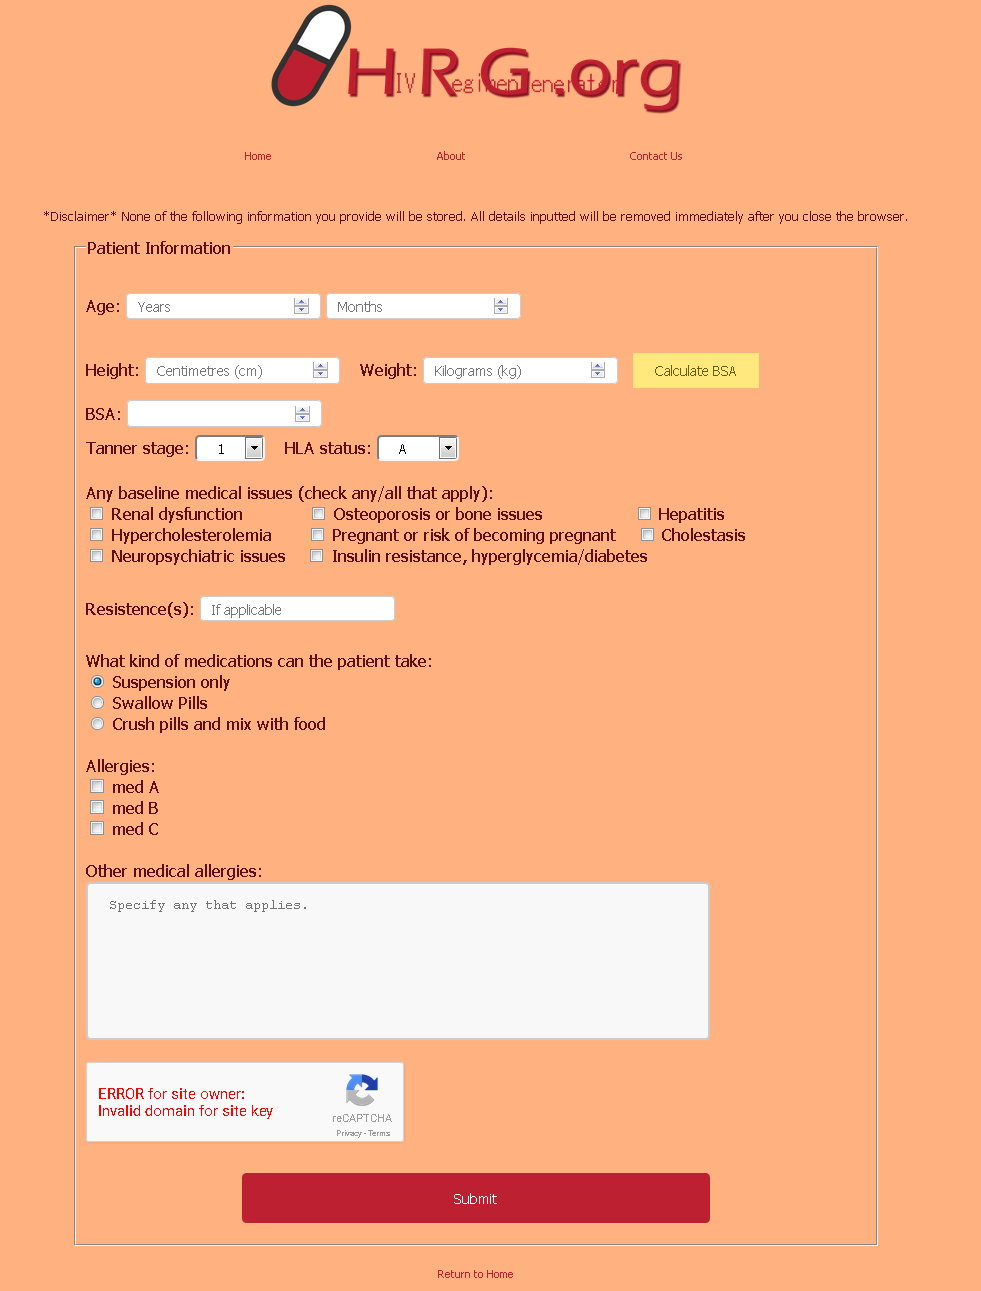 HRG.org
IV egimen enerator
Home About Contact Us
*Disclaimer* None of the following information you provide will be stored. All details inputted will be removed immediately after you close the browser.
Patient Information
Age: Years Months
Height: Centimetres (cm) Weight: Kilograms (kg) Calculate BSA
BSA:
Tanner stage: 1 HLA status: A
Any baseline medical issues (check any/all that apply):
Renal dysfunction Osteoporosis or bone issues Hepatitis
Hypercholesterolemia Pregnant or risk of becoming pregnant Cholestasis
Neuropsychiatric issues Insulin resistance, hyperglycemia/diabetes
Resistence(s): If applicable
What kind of medications can the patient take:
Suspension only
Swallow Pills
Crush pills and mix with food
Allergies:
med A
med B
med C
Other medical allergies:
Specify any that applies.
ERROR for site owner:
Invalid domain for site key
reCAPTCHA
Privacy - Terms
Submit
Return to Home